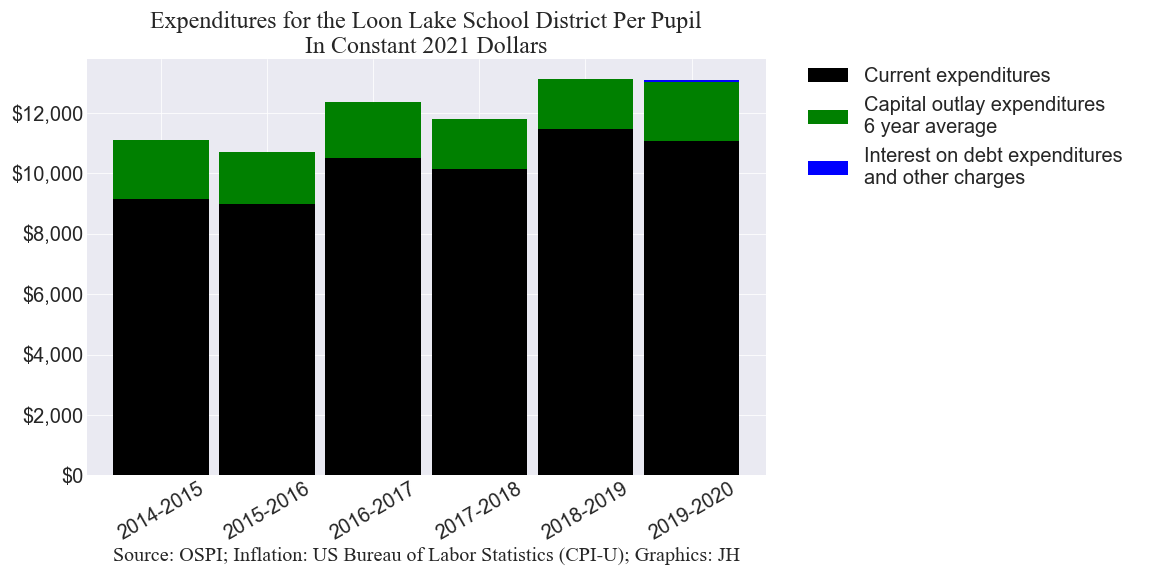 Expenditures for the Loon Lake School District Per Pupil
In Constant 2021 Dollars
$12,000
$10,000
$8,000
$6,000
$4,000
$2,000
$0
2014-2015
2015-2016
2016-2017
2017-2018
2018-2019
2019-2020
Current expenditures
Capital outlay expenditures
6 year average
Interest on debt expenditures
and other charges
Source: OSPI; Inflation: US Bureau of Labor Statistics (CPI-U); Graphics: JH